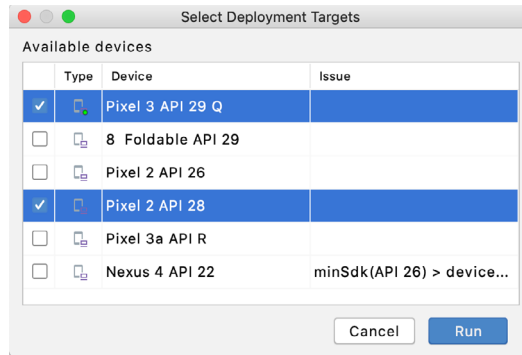 Select Deployment Targets
Available devices
Type Device Issue
Pixel 3 API 29 Q
8 Foldable API 29
Pixel 2 API 26
Pixel 2 API 28
Pixel 3a API R
Nexus 4 API 22 minSdk(API 26) > device...
Cancel Run